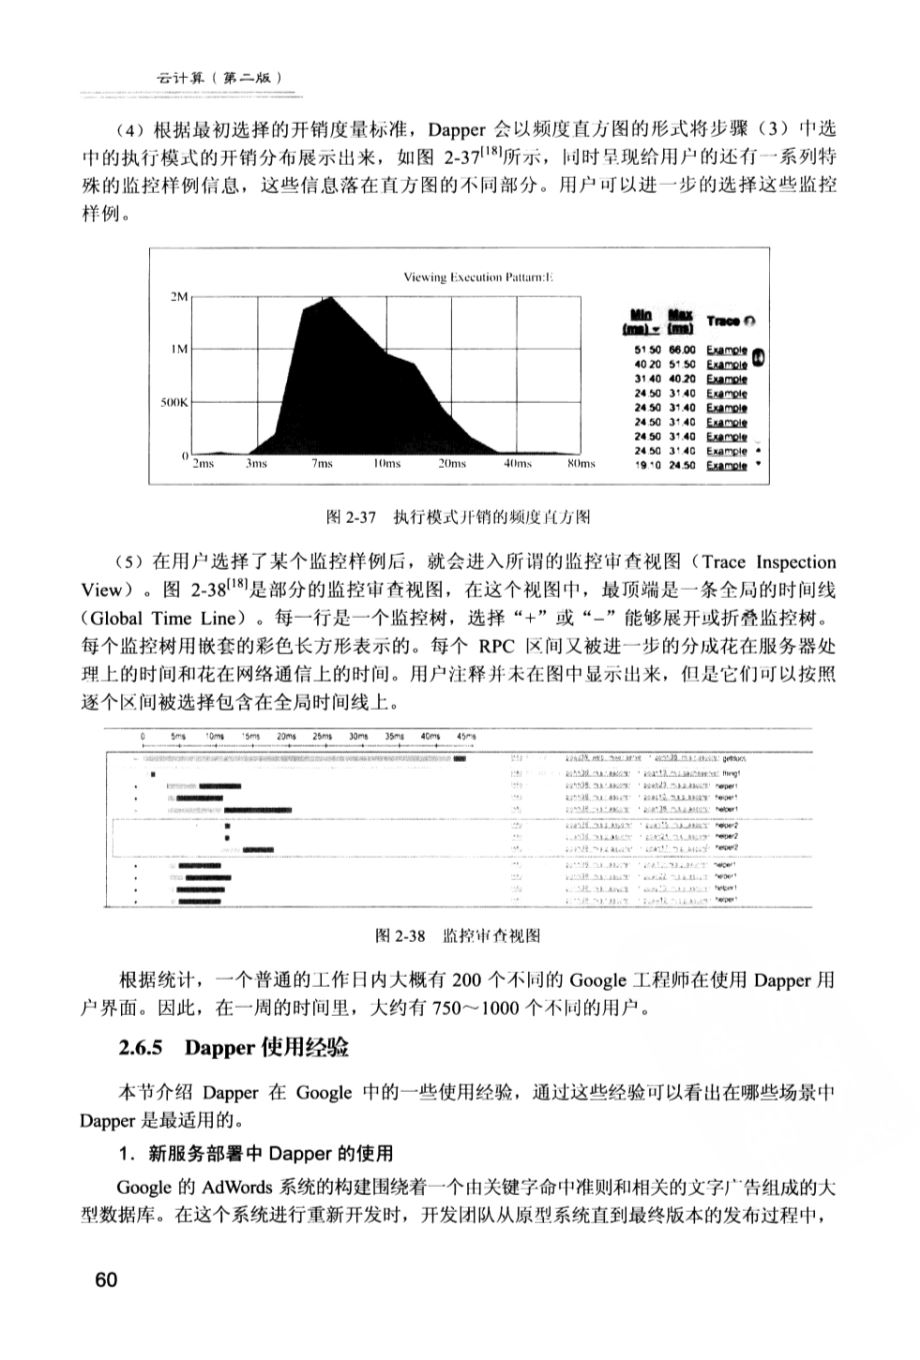 云计算（第二版）
（4）根据最初选择的开销度量标准，Dapper 会以频度直方图的形式将步骤（3）中选
中的执行模式的开销分布展示出来，如图 2-37[18]所示，同时呈现给用户的还有一系列特
殊的监控样例信息，这些信息落在直方图的不同部分。用户可以进一步的选择这些监控
样例。
Viewing Execution Pattarn:E
2M
1M
500K
0
2ms 3ms 7ms 10ms 20ms 40ms 80ms
Min (ms) Max (ms) Trace
51.50 66.00 Example
40.20 51.50 Example
31.40 40.20 Example
24.50 31.40 Example
24.50 31.40 Example
24.50 31.40 Example
24.50 31.40 Example
24.50 31.40 Example
19.10 24.50 Example
图 2-37 执行模式开销的频度直方图
（5）在用户选择了某个监控样例后，就会进入所谓的监控审查视图（Trace Inspection
View）。图 2-38[18]是部分的监控审查视图，在这个视图中，最顶端是一条全局的时间线
（Global Time Line）。每一行是一个监控树，选择“+”或“−”能够展开或折叠监控树。
每个监控树用嵌套的彩色长方形表示的。每个 RPC 区间又被进一步的分成花在服务器处
理上的时间和花在网络通信上的时间。用户注释并未在图中显示出来，但是它们可以按照
逐个区间被选择包含在全局时间线上。
0 5ms 10ms 15ms 20ms 25ms 30ms 35ms 40ms 45ms
helper1
helper1
helper1
helper2
helper2
helper2
helper1
helper1
helper1
helper1
图 2-38 监控审查视图
根据统计，一个普通的工作日内大概有 200 个不同的 Google 工程师在使用 Dapper 用
户界面。因此，在一周的时间里，大约有 750～1000 个不同的用户。
2.6.5 Dapper 使用经验
本节介绍 Dapper 在 Google 中的一些使用经验，通过这些经验可以看出在哪些场景中
Dapper 是最适用的。
1．新服务部署中 Dapper 的使用
Google 的 AdWords 系统的构建围绕着一个由关键字命中准则和相关的文字广告组成的大
型数据库。在这个系统进行重新开发时，开发团队从原型系统直到最终版本的发布过程中，
60